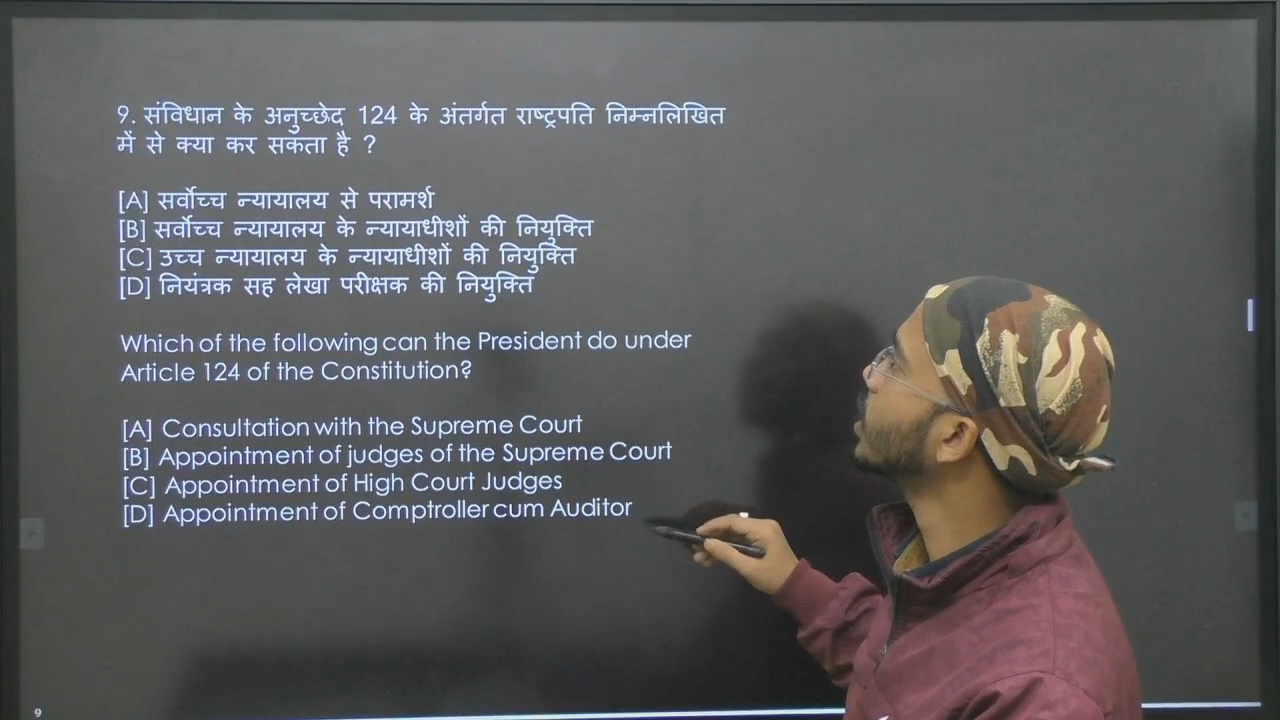 9. संविधान के अनुच्छेद 124 के अंतर्गत राष्ट्रपति निम्नलिखित
में से क्या कर सकता है ?
[A] सर्वोच्च न्यायालय से परामर्श
[B] सर्वोच्च न्यायालय के न्यायाधीशों की नियुक्ति
[C] उच्च न्यायालय के न्यायाधीशों की नियुक्ति
[D] नियंत्रक सह लेखा परीक्षक की नियुक्ति
Which of the following can the President do under
Article 124 of the Constitution?
[A] Consultation with the Supreme Court
[B] Appointment of judges of the Supreme Court
[C] Appointment of High Court Judges
[D] Appointment of Comptroller cum Auditor
9